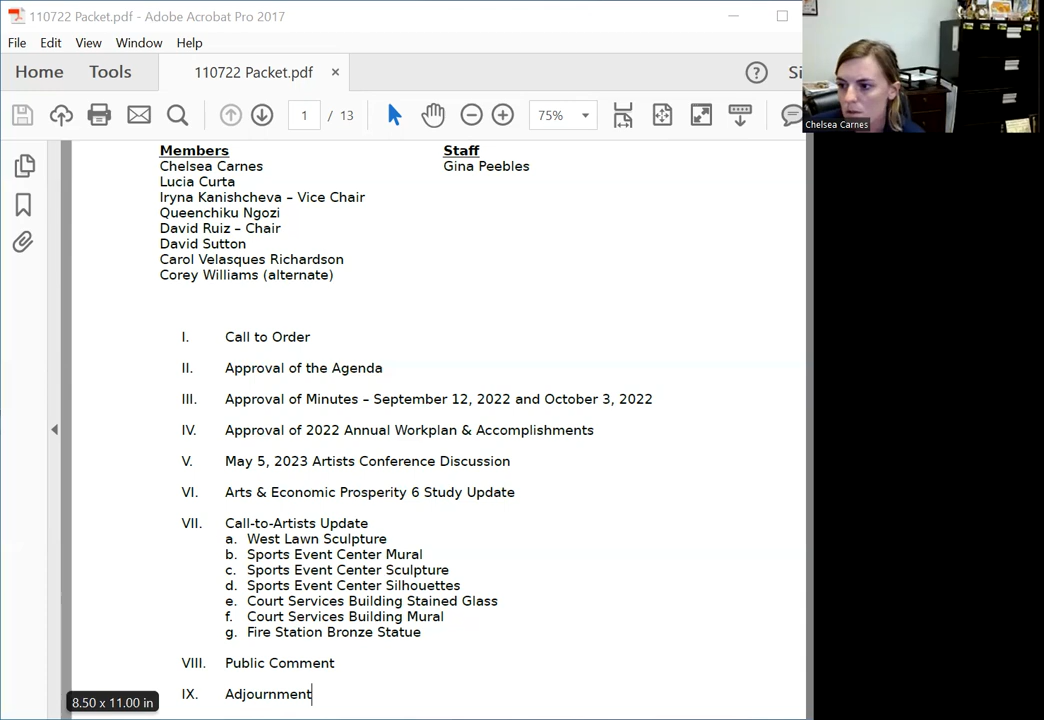 110722 Packet.pdf - Adobe Acrobat Pro 2017
File Edit View Window Help
Home Tools 110722 Packet.pdf × ? Si
1 / 13 75%
Chelsea Carnes
Members Staff
Chelsea Carnes Gina Peebles
Lucia Curta
Iryna Kanishcheva – Vice Chair
Queenchiku Ngozi
David Ruiz – Chair
David Sutton
Carol Velasques Richardson
Corey Williams (alternate)
I. Call to Order
II. Approval of the Agenda
III. Approval of Minutes – September 12, 2022 and October 3, 2022
IV. Approval of 2022 Annual Workplan & Accomplishments
V. May 5, 2023 Artists Conference Discussion
VI. Arts & Economic Prosperity 6 Study Update
VII. Call-to-Artists Update
a. West Lawn Sculpture
b. Sports Event Center Mural
c. Sports Event Center Sculpture
d. Sports Event Center Silhouettes
e. Court Services Building Stained Glass
f. Court Services Building Mural
g. Fire Station Bronze Statue
VIII. Public Comment
IX. Adjournment
8.50 x 11.00 in